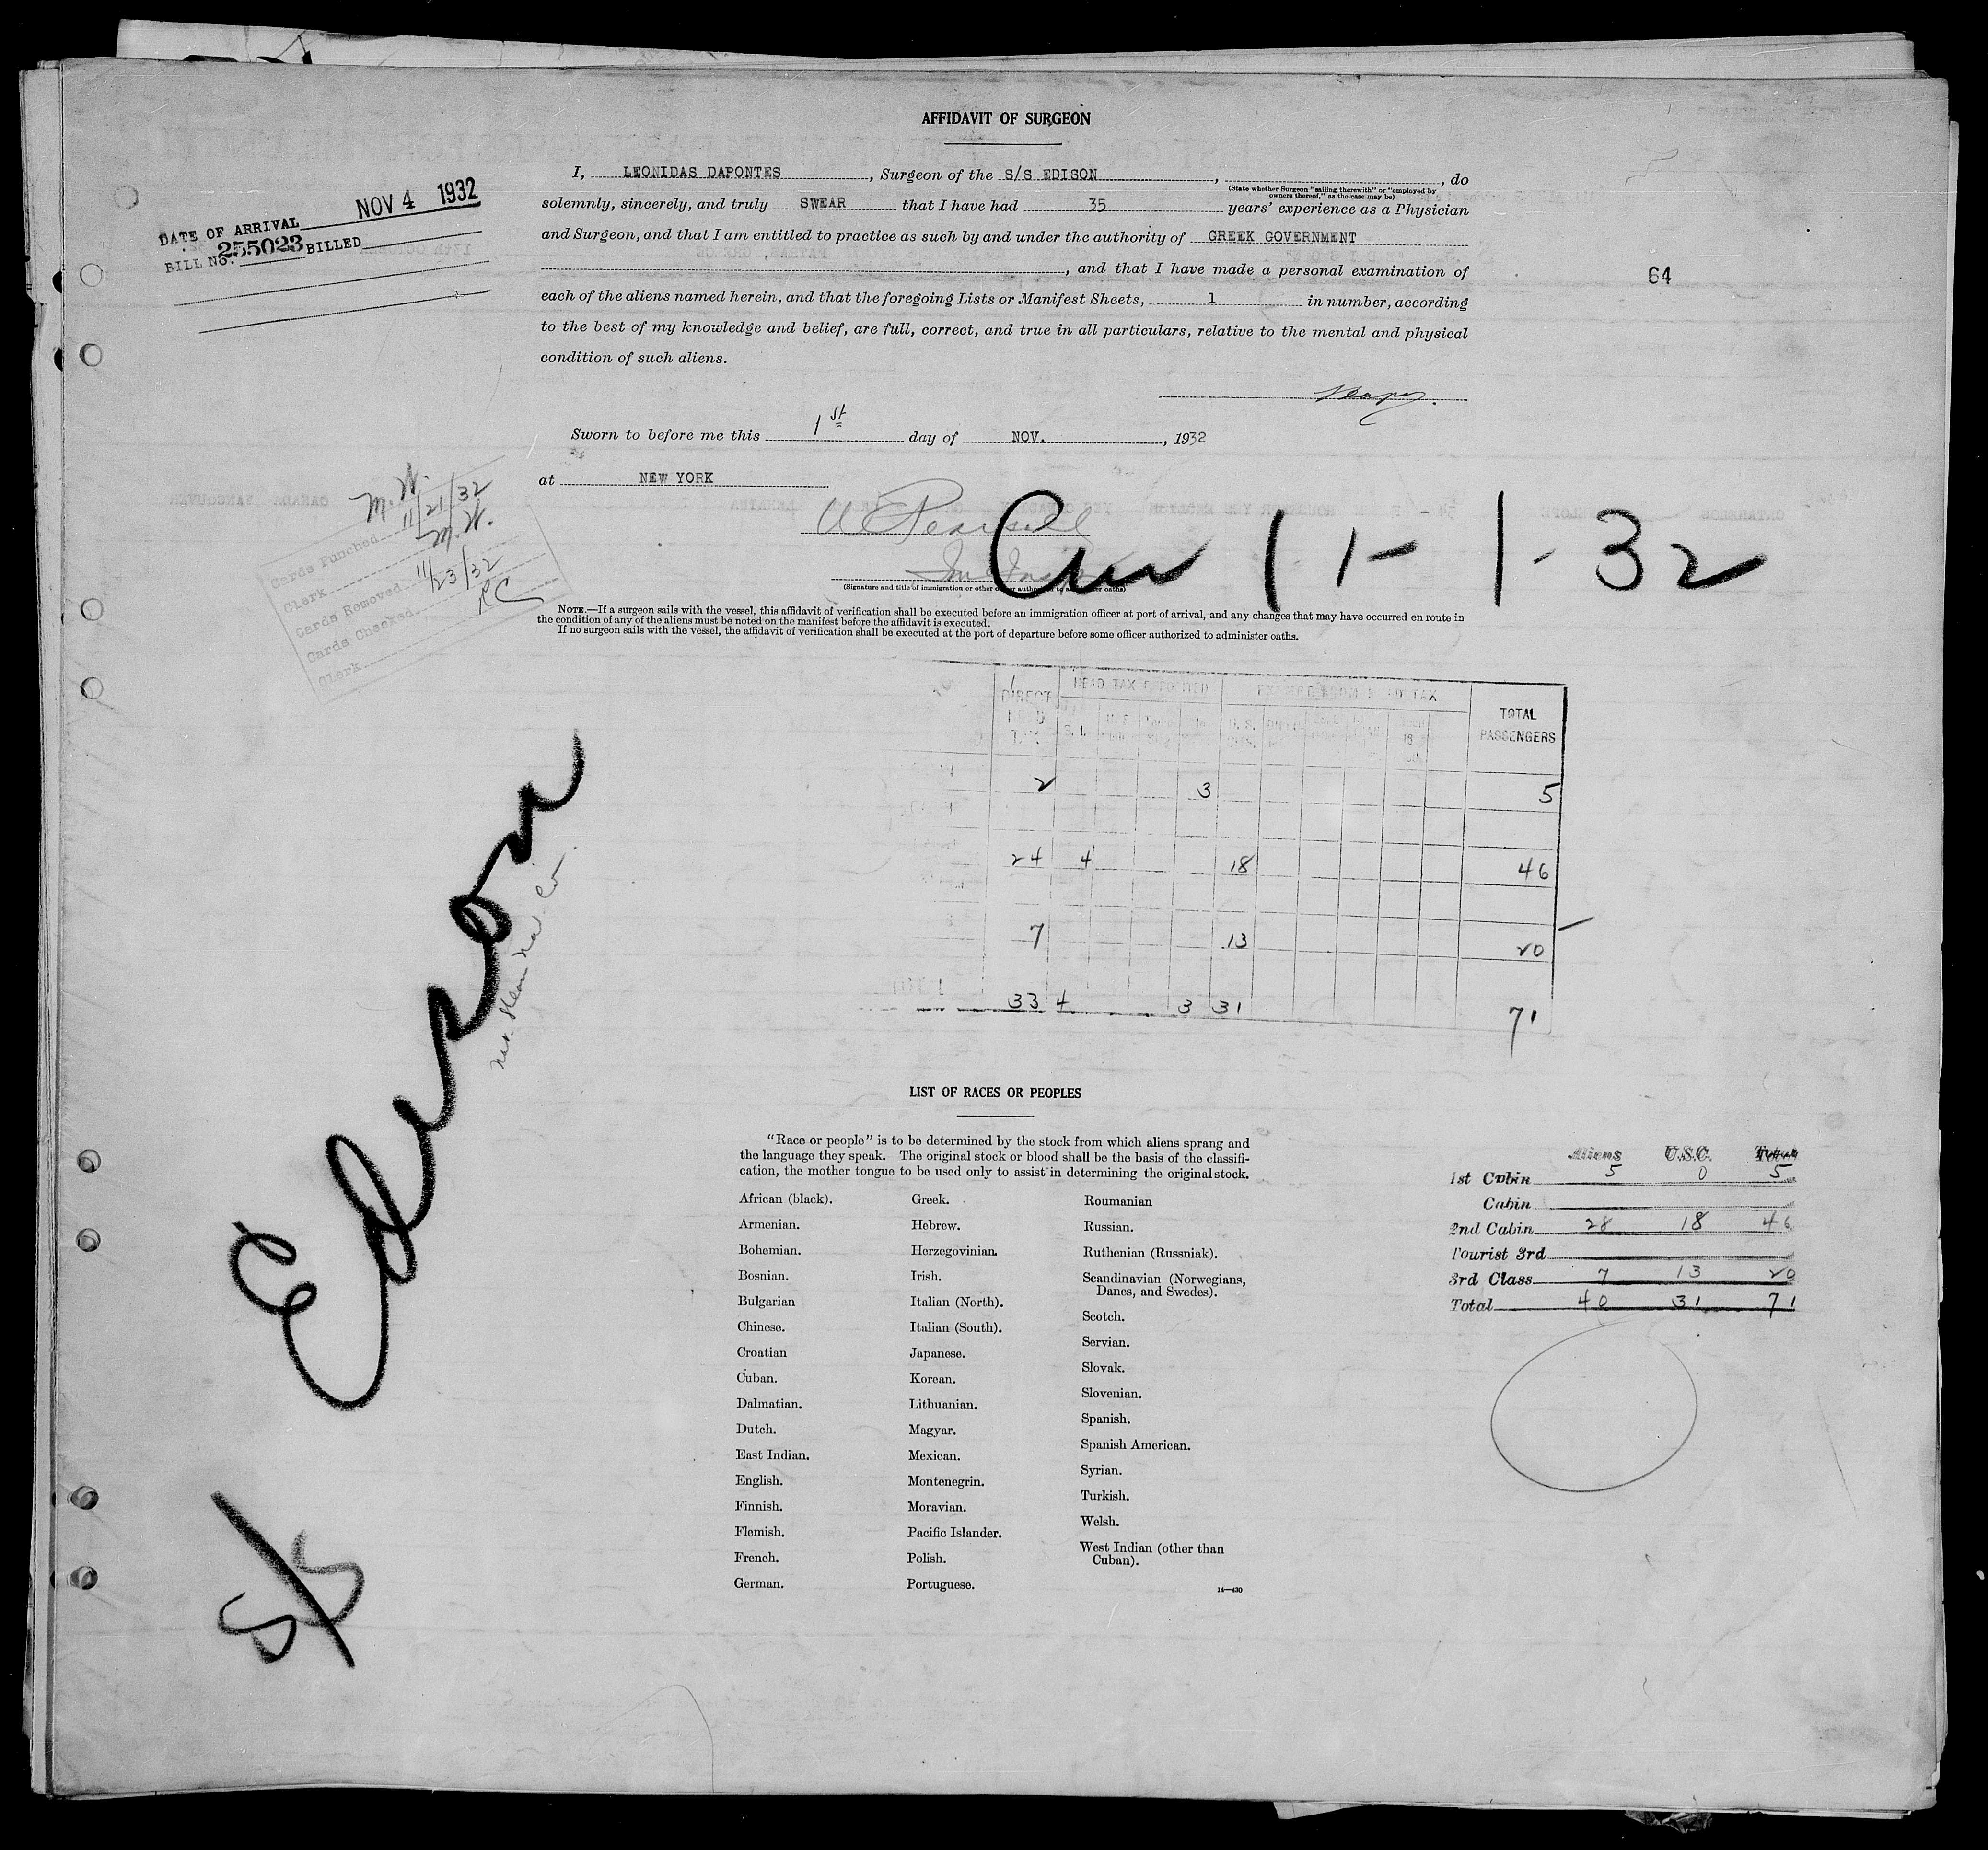 AFFIDAVIT OF SURGEON
I, LEONIDAS DAPONTES, Surgeon of the S/S EDISON, , do
(State whether Surgeon "sailing therewith" or "employed by
owners thereof," as the case may be)
solemnly, sincerely, and truly SWEAR that I have had 35 years' experience as a Physician
and Surgeon, and that I am entitled to practice as such by and under the authority of GREEK GOVERNMENT
, and that I have made a personal examination of
each of the aliens named herein, and that the foregoing Lists or Manifest Sheets, 1 in number, according
to the best of my knowledge and belief, are full, correct, and true in all particulars, relative to the mental and physical
condition of such aliens.
DATE OF ARRIVAL NOV 4 1932
BILL No. 255023 BILLED
64
Sworn to before me this 1st day of NOV., 1932
at NEW YORK
11-1-32
(Signature and title of immigration or other officer authorized to administer oaths)
M.W.
Cards Punched 11/21/32
Clerk M.W.
Cards Removed 11/23/32
Cards Checked RC
Clerk
NOTE.—If a surgeon sails with the vessel, this affidavit of verification shall be executed before an immigration officer at port of arrival, and any changes that may have occurred en route in
the condition of any of the aliens must be noted on the manifest before the affidavit is executed.
If no surgeon sails with the vessel, the affidavit of verification shall be executed at the port of departure before some officer authorized to administer oaths.
DIRECT HEAD TAX
HEAD TAX
EXEMPT FROM HEAD TAX
TOTAL PASSENGERS
S. I.
U. S.
2 3 5
24 4 18 46
7 13 20
33 4 3 31 71
S/S Edison
LIST OF RACES OR PEOPLES
"Race or people" is to be determined by the stock from which aliens sprang and
the language they speak. The original stock or blood shall be the basis of the classifi-
cation, the mother tongue to be used only to assist in determining the original stock.
African (black).
Armenian.
Bohemian.
Bosnian.
Bulgarian
Chinese.
Croatian
Cuban.
Dalmatian.
Dutch.
East Indian.
English.
Finnish.
Flemish.
French.
German.
Greek.
Hebrew.
Herzegovinian.
Irish.
Italian (North).
Italian (South).
Japanese.
Korean.
Lithuanian.
Magyar.
Mexican.
Montenegrin.
Moravian.
Pacific Islander.
Polish.
Portuguese.
Roumanian
Russian.
Ruthenian (Russniak).
Scandinavian (Norwegians,
Danes, and Swedes).
Scotch.
Servian.
Slovak.
Slovenian.
Spanish.
Spanish American.
Syrian.
Turkish.
Welsh.
West Indian (other than
Cuban).
14—430
Aliens U.S.C. Total
1st Cabin 5 0 5
Cabin
2nd Cabin 28 18 46
Tourist 3rd
3rd Class 7 13 20
Total 40 31 71